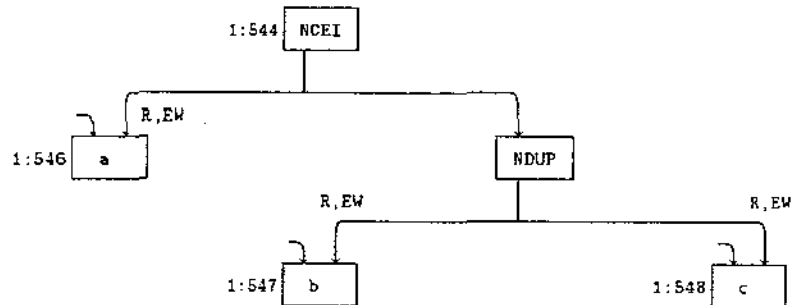 1:544 NCEI
R,EW
1:546 a NDUP
R,EW R,EW
1:547 b 1:548 c